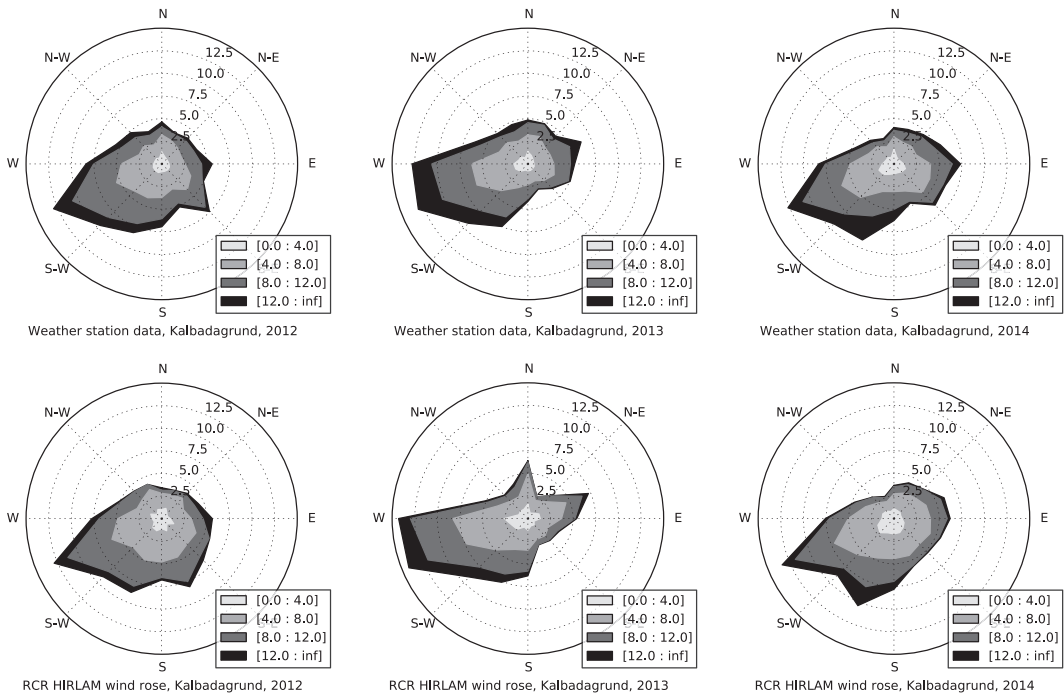 N
N-W
N-E
12.5
10.0
7.5
5.0
2.5
W
E
S-W
S
[0.0 : 4.0]
[4.0 : 8.0]
[8.0 : 12.0]
[12.0 : inf]
Weather station data, Kalbadagrund, 2012
N
N-W
N-E
12.5
10.0
7.5
5.0
2.5
W
E
S-W
S
[0.0 : 4.0]
[4.0 : 8.0]
[8.0 : 12.0]
[12.0 : inf]
Weather station data, Kalbadagrund, 2013
N
N-W
N-E
12.5
10.0
7.5
5.0
2.5
W
E
S-W
S
[0.0 : 4.0]
[4.0 : 8.0]
[8.0 : 12.0]
[12.0 : inf]
Weather station data, Kalbadagrund, 2014
N
N-W
N-E
12.5
10.0
7.5
5.0
2.5
W
E
S-W
S
[0.0 : 4.0]
[4.0 : 8.0]
[8.0 : 12.0]
[12.0 : inf]
RCR HIRLAM wind rose, Kalbadagrund, 2012
N
N-W
N-E
12.5
10.0
7.5
5.0
2.5
W
E
S-W
S
[0.0 : 4.0]
[4.0 : 8.0]
[8.0 : 12.0]
[12.0 : inf]
RCR HIRLAM wind rose, Kalbadagrund, 2013
N
N-W
N-E
12.5
10.0
7.5
5.0
2.5
W
E
S-W
S
[0.0 : 4.0]
[4.0 : 8.0]
[8.0 : 12.0]
[12.0 : inf]
RCR HIRLAM wind rose, Kalbadagrund, 2014